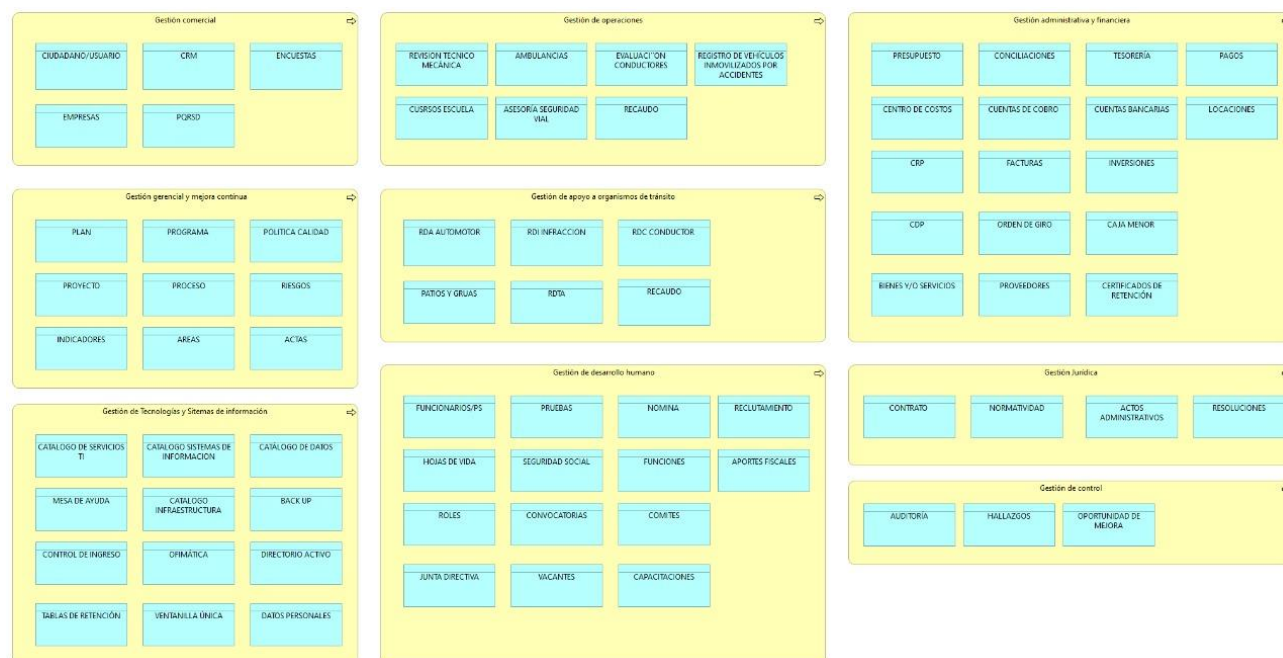 Gestión comercial
CIUDADANO/USUARIO
CRM
ENCUESTAS
EMPRESAS
PQRSD
Gestión de operaciones
REVISION TECNICO
MECÁNICA
AMBULANCIAS
EVALUACI"ON
CONDUCTORES
REGISTRO DE VEHÍCULOS
INMOVILIZADOS POR
ACCIDENTES
CUSRSOS ESCUELA
ASESORÍA SEGURIDAD
VIAL
RECAUDO
Gestión administrativa y financiera
PRESUPUESTO
CONCILIACIONES
TESORERÍA
PAGOS
CENTRO DE COSTOS
CUENTAS DE COBRO
CUENTAS BANCARIAS
LOCACIONES
CRP
FACTURAS
INVERSIONES
CDP
ORDEN DE GIRO
CAJA MENOR
BIENES Y/O SERVICIOS
PROVEEDORES
CERTIFICADOS DE
RETENCIÓN
Gestión gerencial y mejora continua
PLAN
PROGRAMA
POLITICA CALIDAD
PROYECTO
PROCESO
RIESGOS
INDICADORES
AREAS
ACTAS
Gestión de apoyo a organismos de tránsito
RDA AUTOMOTOR
RDI INFRACCION
RDC CONDUCTOR
PATIOS Y GRUAS
RDTA
RECAUDO
Gestión de Tecnologías y Sitemas de información
CATALOGO DE SERVICIOS
TI
CATALOGO SISTEMAS DE
INFORMACION
CATÁLOGO DE DATOS
MESA DE AYUDA
CATALOGO
INFRAESTRUCTURA
BACK UP
CONTROL DE INGRESO
OFIMÁTICA
DIRECTORIO ACTIVO
TABLAS DE RETENCIÓN
VENTANILLA ÚNICA
DATOS PERSONALES
Gestión de desarrollo humano
FUNCIONARIOS/PS
PRUEBAS
NOMINA
RECLUTAMIENTO
HOJAS DE VIDA
SEGURIDAD SOCIAL
FUNCIONES
APORTES FISCALES
ROLES
CONVOCATORIAS
COMITES
JUNTA DIRECTIVA
VACANTES
CAPACITACIONES
Gestión Jurídica
CONTRATO
NORMATIVIDAD
ACTOS
ADMINISTRATIVOS
RESOLUCIONES
Gestión de control
AUDITORÍA
HALLAZGOS
OPORTUNIDAD DE
MEJORA